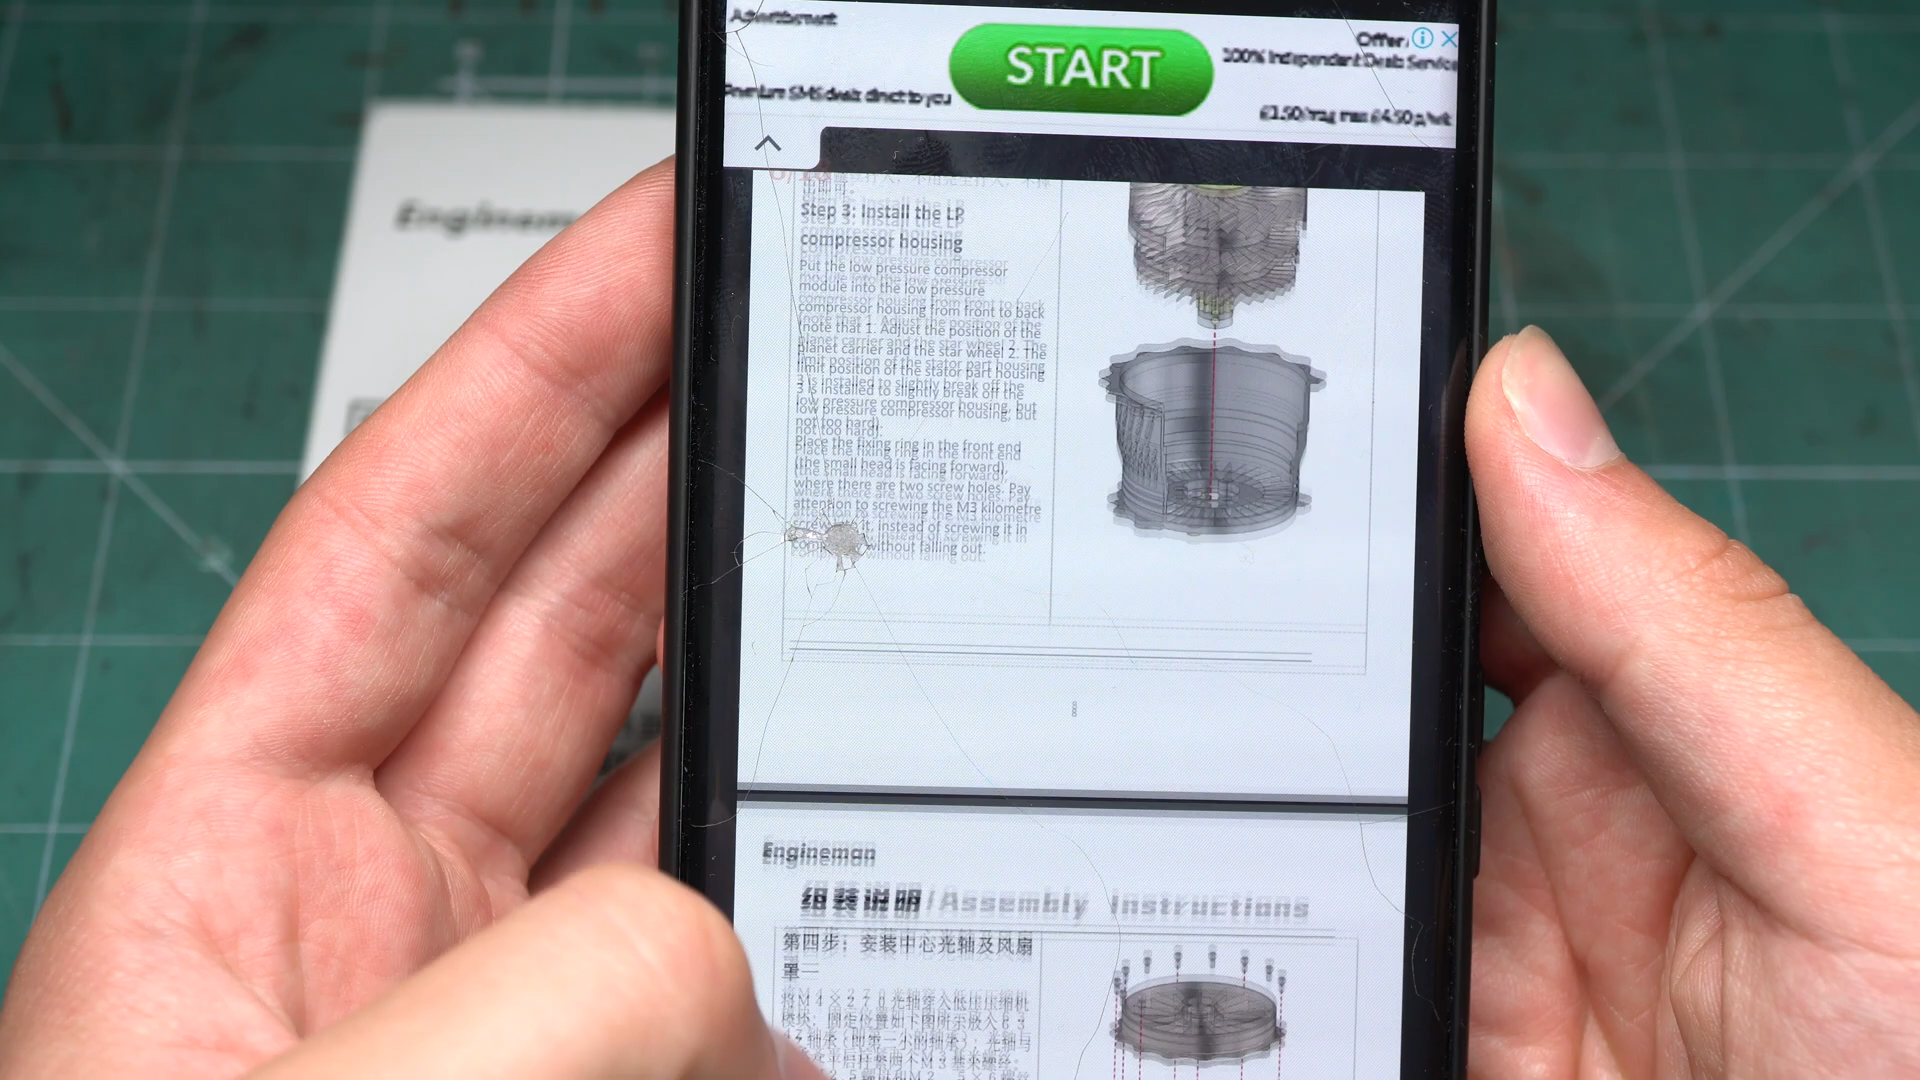 Advertisement
START
Offer
100% Independent Deals Service
Premium SMS deals direct to you
Engineman
Step 3: Install the LP
compressor housing
Put the low pressure compressor
module into the low pressure
compressor housing from front to back
(note that 1. Adjust the position of the
planet carrier and the star wheel 2. The
limit position of the stator part housing
3 is installed to slightly break off the
low pressure compressor housing, but
not too hard).
Place the fixing ring in the front end
(the small head is facing forward),
where there are two screw holes. Pay
attention to screwing the M3 kilometre
it, instead of screwing it in
without falling out.
8
Engineman
组装说明/Assembly Instructions
第四步：安装中心光轴及风扇
罩一